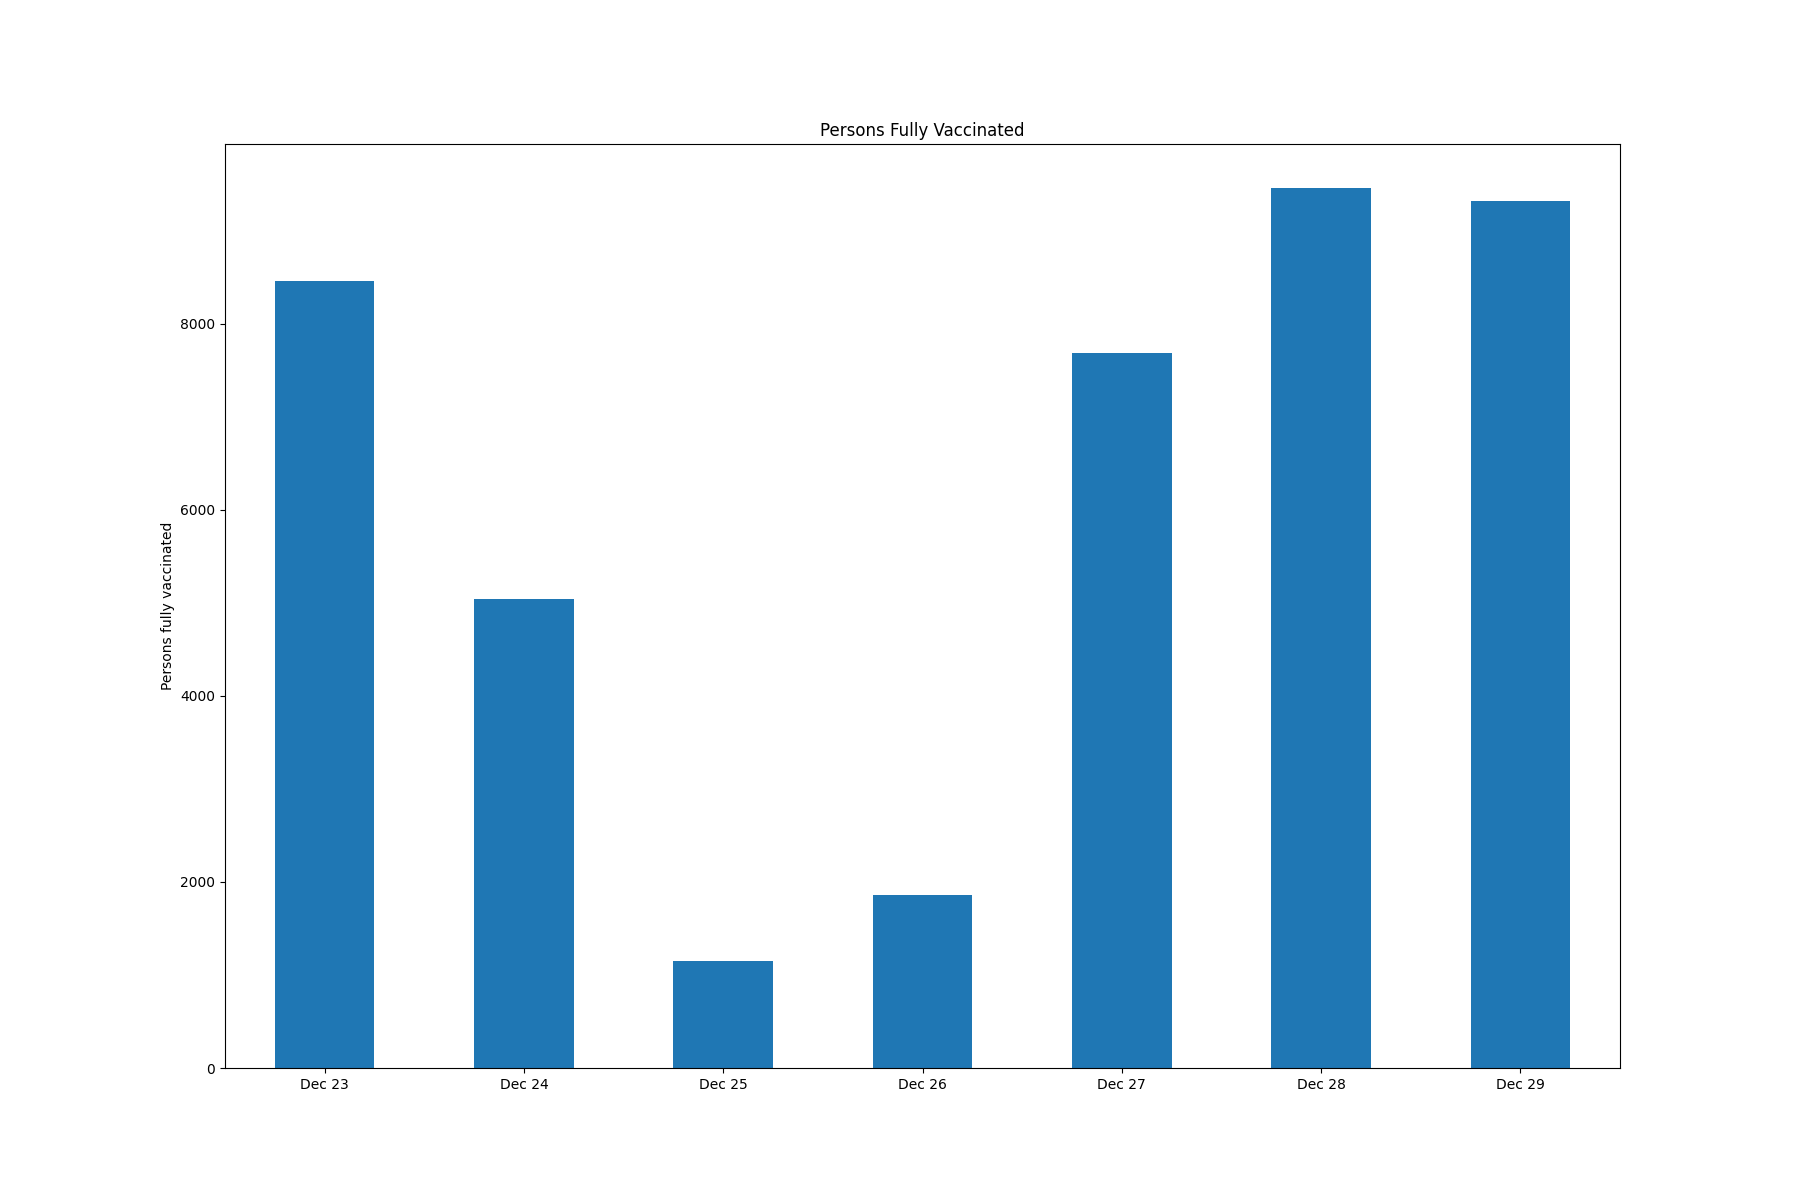 Persons Fully Vaccinated
Persons fully vaccinated
8000
6000
4000
2000
0
Dec 23 Dec 24 Dec 25 Dec 26 Dec 27 Dec 28 Dec 29